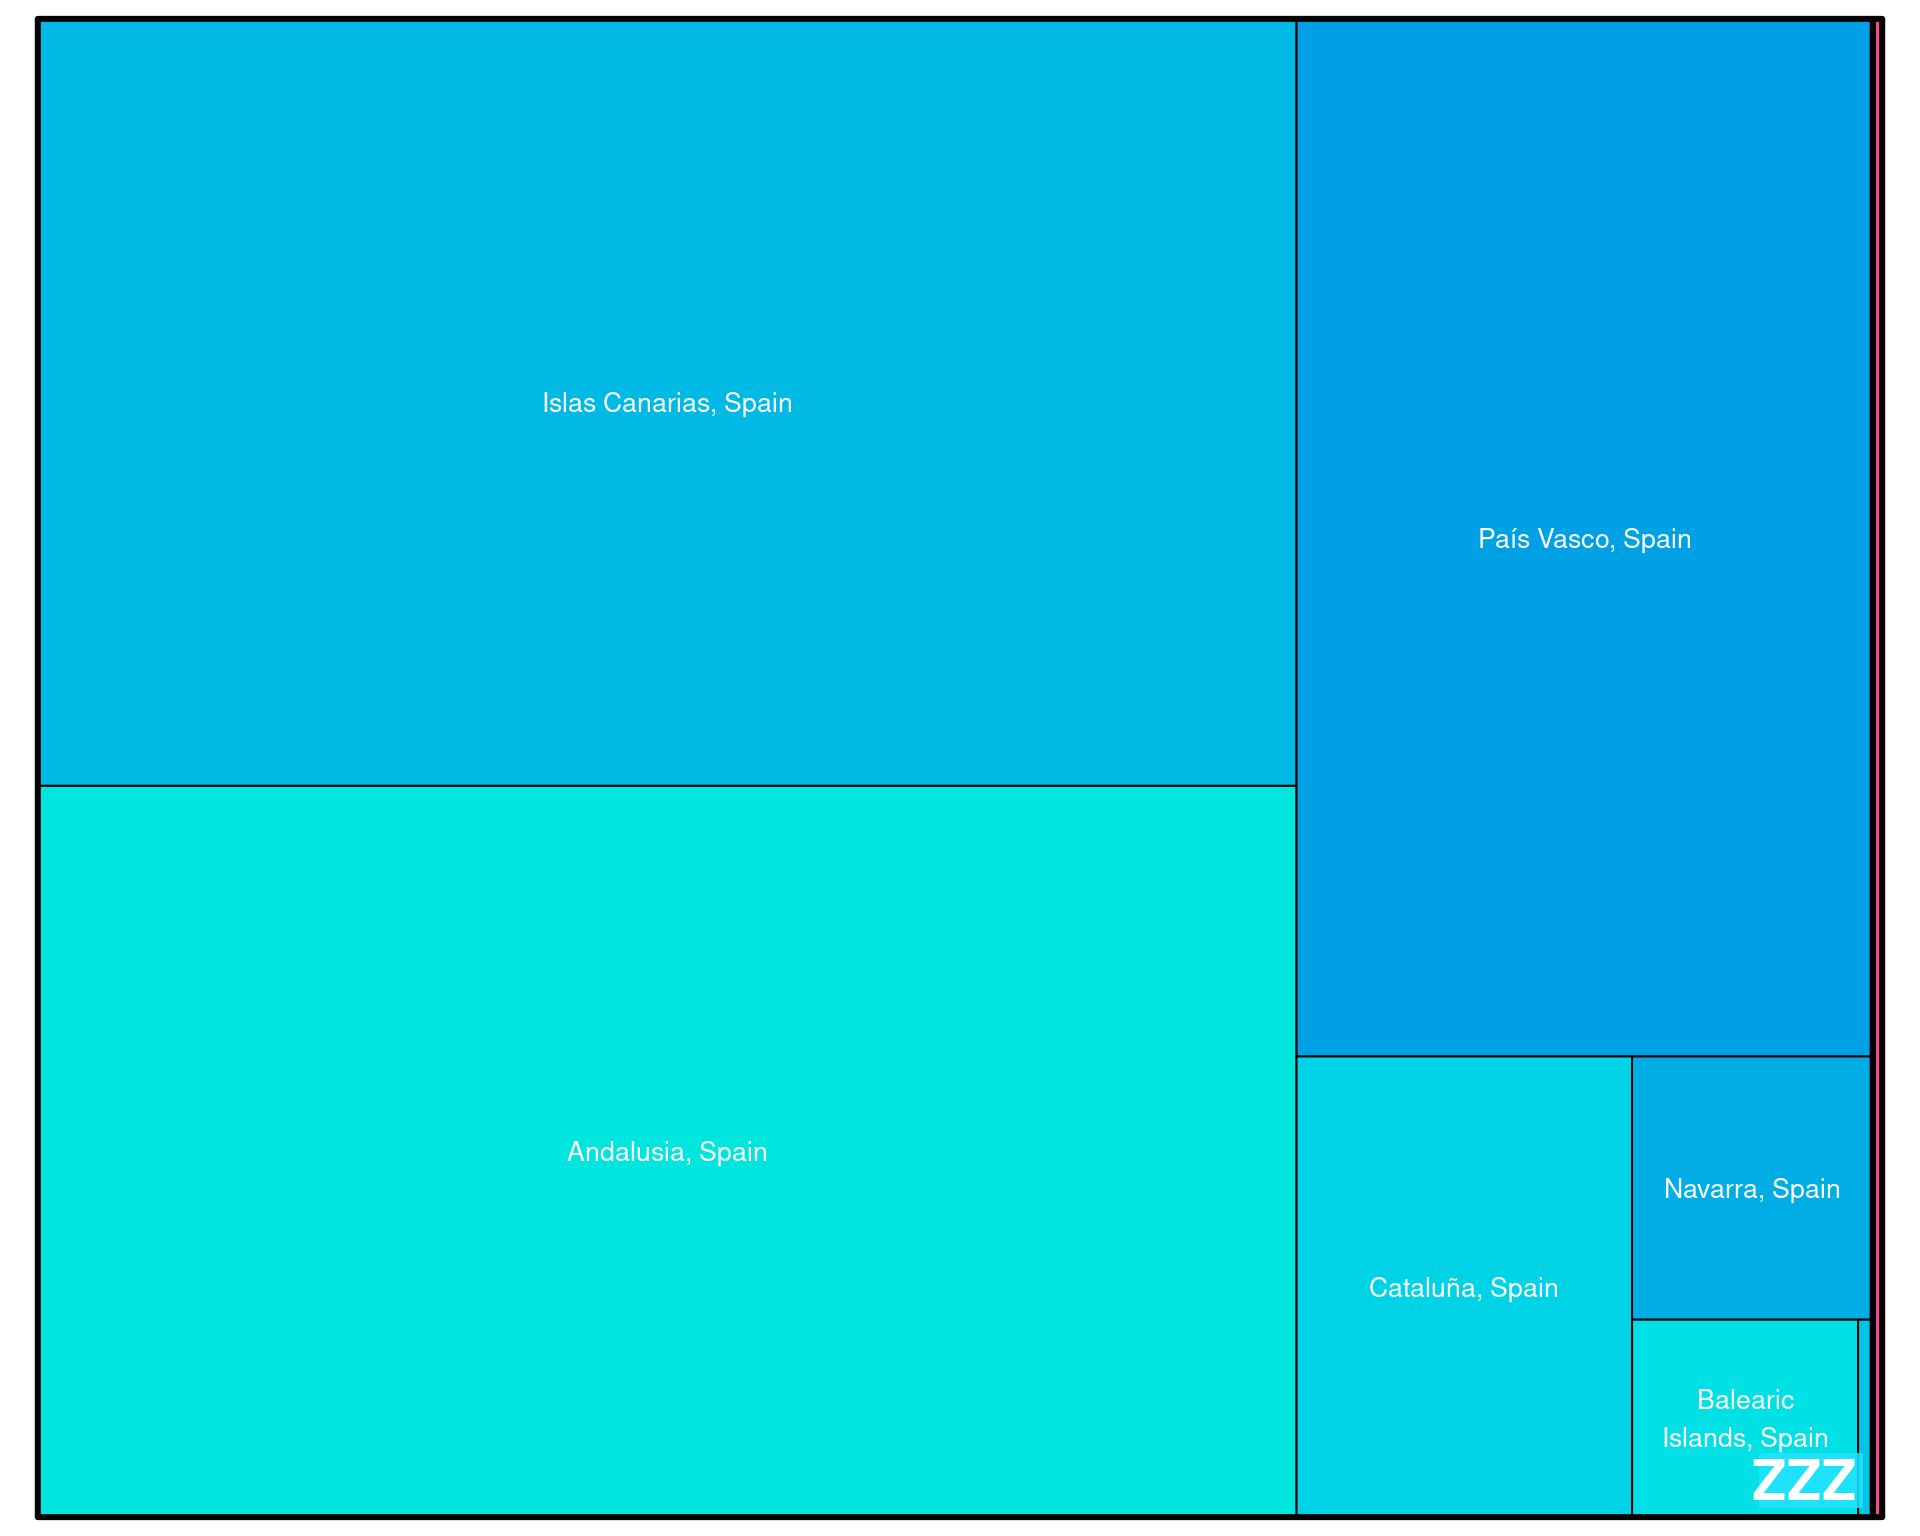 Islas Canarias, Spain
País Vasco, Spain
Andalusia, Spain
Navarra, Spain
Cataluña, Spain
Balearic
Islands, Spain
ZZZ